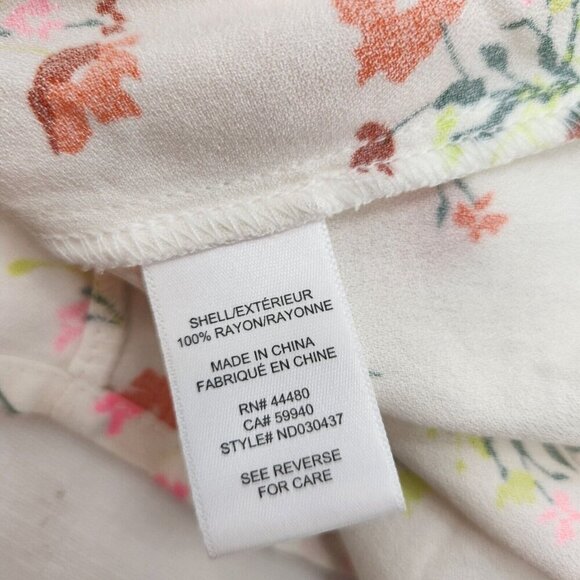 SHELL/EXTÉRIEUR
100% RAYON/RAYONNE
MADE IN CHINA
FABRIQUÉ EN CHINE
RN# 44480
CA# 59940
STYLE# ND030437
SEE REVERSE
FOR CARE